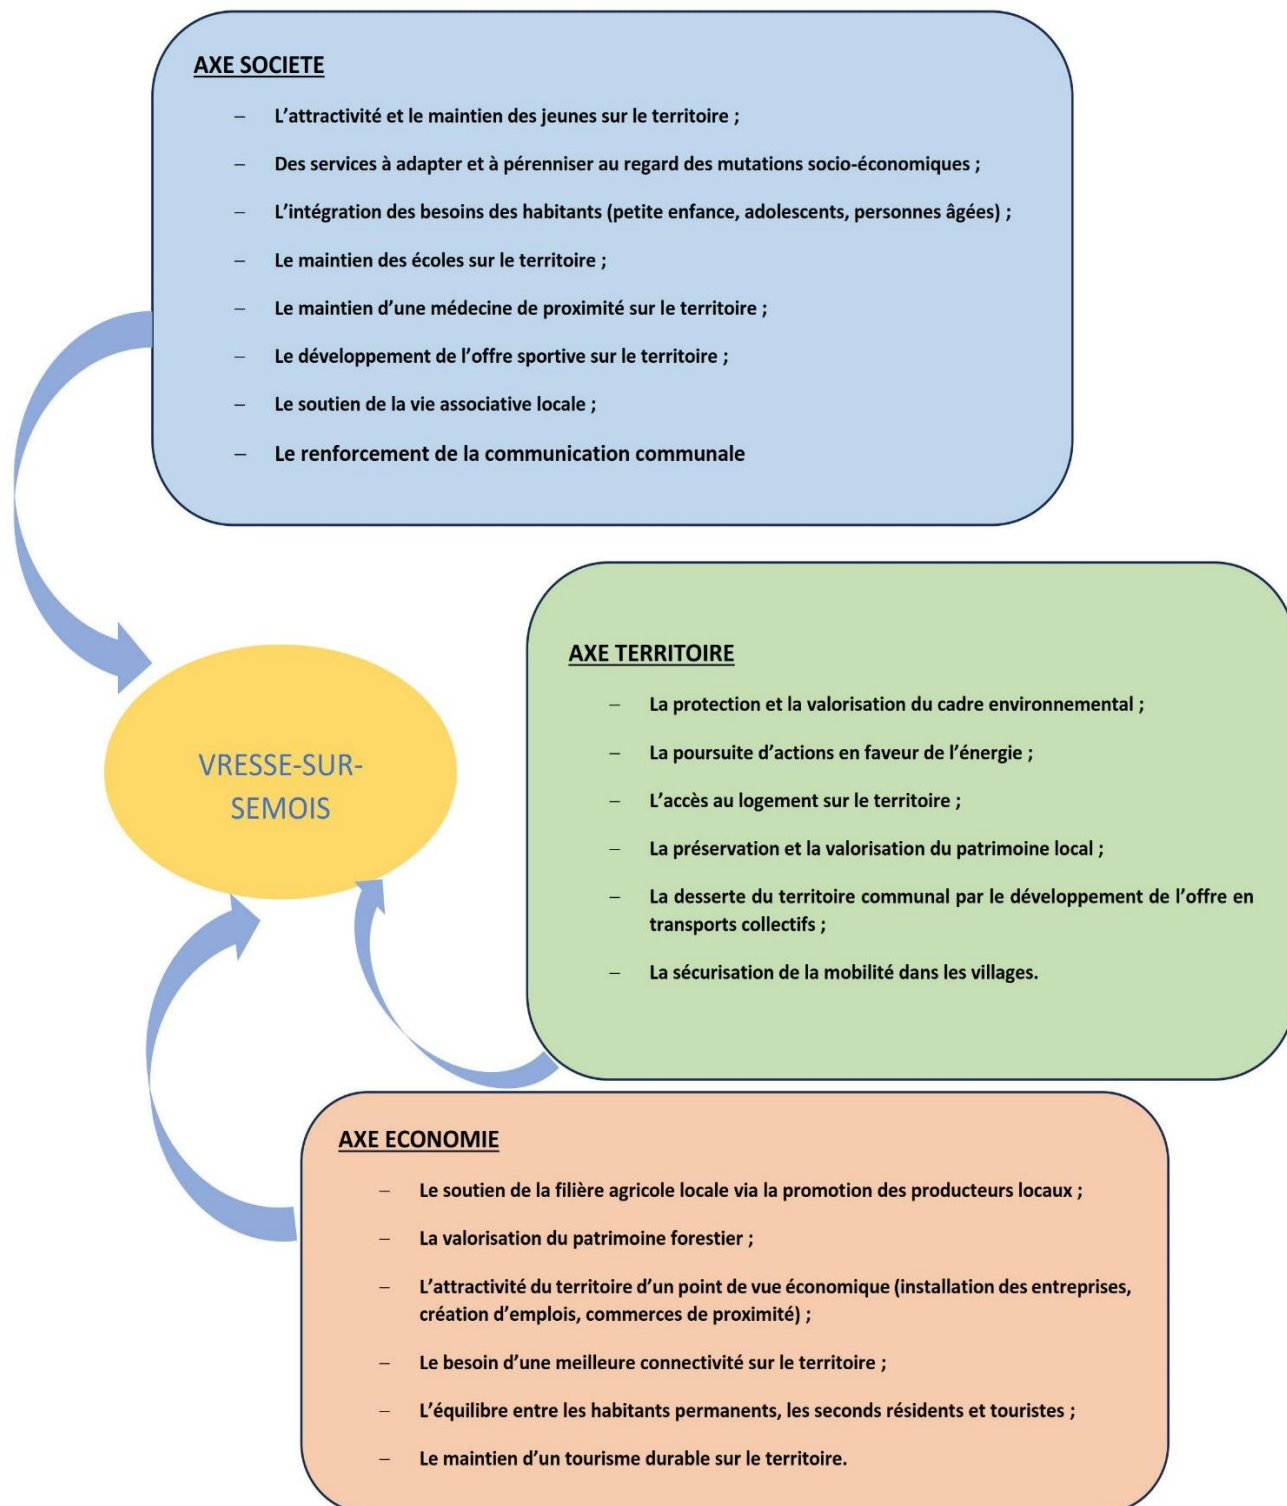 AXE SOCIETE
– L’attractivité et le maintien des jeunes sur le territoire ;
– Des services à adapter et à pérenniser au regard des mutations socio-économiques ;
– L’intégration des besoins des habitants (petite enfance, adolescents, personnes âgées) ;
– Le maintien des écoles sur le territoire ;
– Le maintien d’une médecine de proximité sur le territoire ;
– Le développement de l’offre sportive sur le territoire ;
– Le soutien de la vie associative locale ;
– Le renforcement de la communication communale
VRESSE-SUR-
SEMOIS
AXE TERRITOIRE
– La protection et la valorisation du cadre environnemental ;
– La poursuite d’actions en faveur de l’énergie ;
– L’accès au logement sur le territoire ;
– La préservation et la valorisation du patrimoine local ;
– La desserte du territoire communal par le développement de l’offre en
transports collectifs ;
– La sécurisation de la mobilité dans les villages.
AXE ECONOMIE
– Le soutien de la filière agricole locale via la promotion des producteurs locaux ;
– La valorisation du patrimoine forestier ;
– L’attractivité du territoire d’un point de vue économique (installation des entreprises,
création d’emplois, commerces de proximité) ;
– Le besoin d’une meilleure connectivité sur le territoire ;
– L’équilibre entre les habitants permanents, les seconds résidents et touristes ;
– Le maintien d’un tourisme durable sur le territoire.